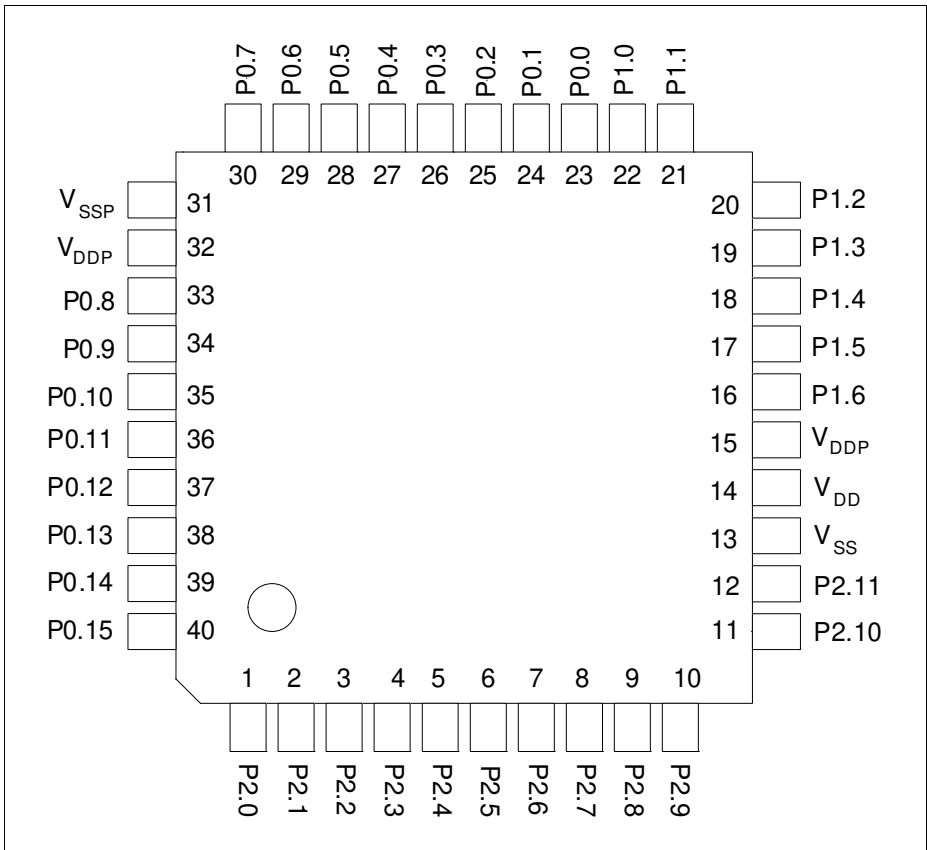 P0.7 P0.6 P0.5 P0.4 P0.3 P0.2 P0.1 P0.0 P1.0 P1.1
30 29 28 27 26 25 24 23 22 21
VSSP 31 20 P1.2
VDDP 32 19 P1.3
P0.8 33 18 P1.4
P0.9 34 17 P1.5
P0.10 35 16 P1.6
P0.11 36 15 VDDP
P0.12 37 14 VDD
P0.13 38 13 VSS
P0.14 39 12 P2.11
P0.15 40 11 P2.10
1 2 3 4 5 6 7 8 9 10
P2.0 P2.1 P2.2 P2.3 P2.4 P2.5 P2.6 P2.7 P2.8 P2.9